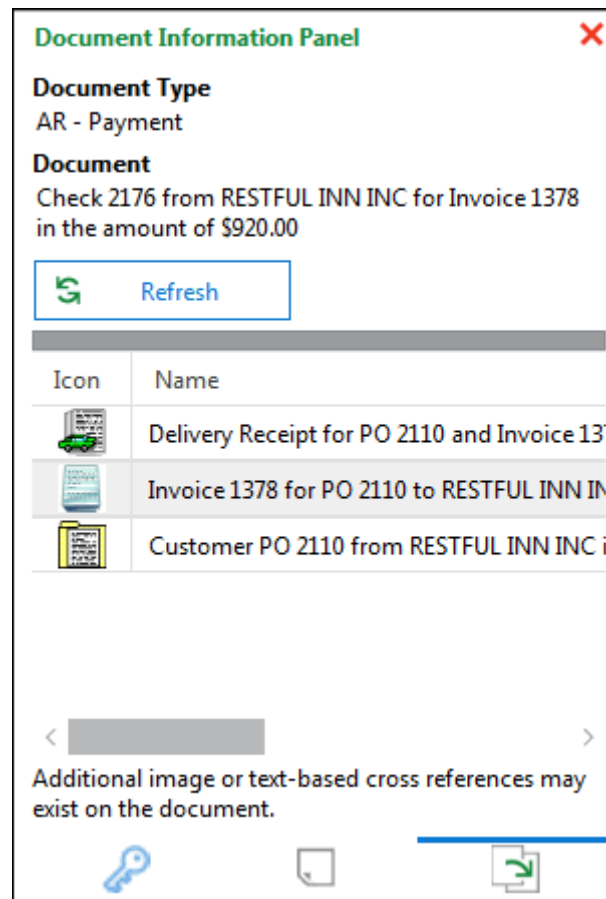 Document Information Panel
Document Type
AR - Payment
Document
Check 2176 from RESTFUL INN INC for Invoice 1378
in the amount of $920.00
Refresh
Icon Name
Delivery Receipt for PO 2110 and Invoice 137
Invoice 1378 for PO 2110 to RESTFUL INN IN
Customer PO 2110 from RESTFUL INN INC i
Additional image or text-based cross references may
exist on the document.